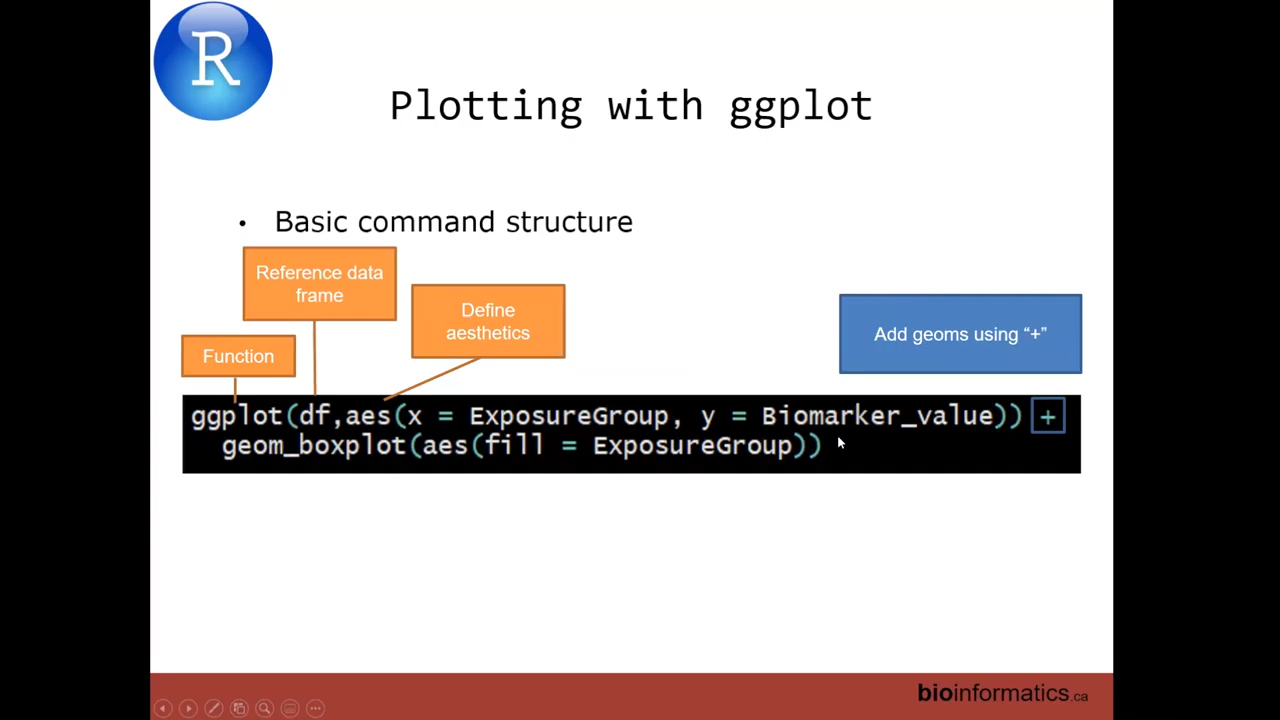 R
Plotting with ggplot
• Basic command structure
Reference data
frame
Define
aesthetics
Function
Add geoms using “+”
ggplot(df,aes(x = ExposureGroup, y = Biomarker_value)) +
geom_boxplot(aes(fill = ExposureGroup))
bioinformatics.ca